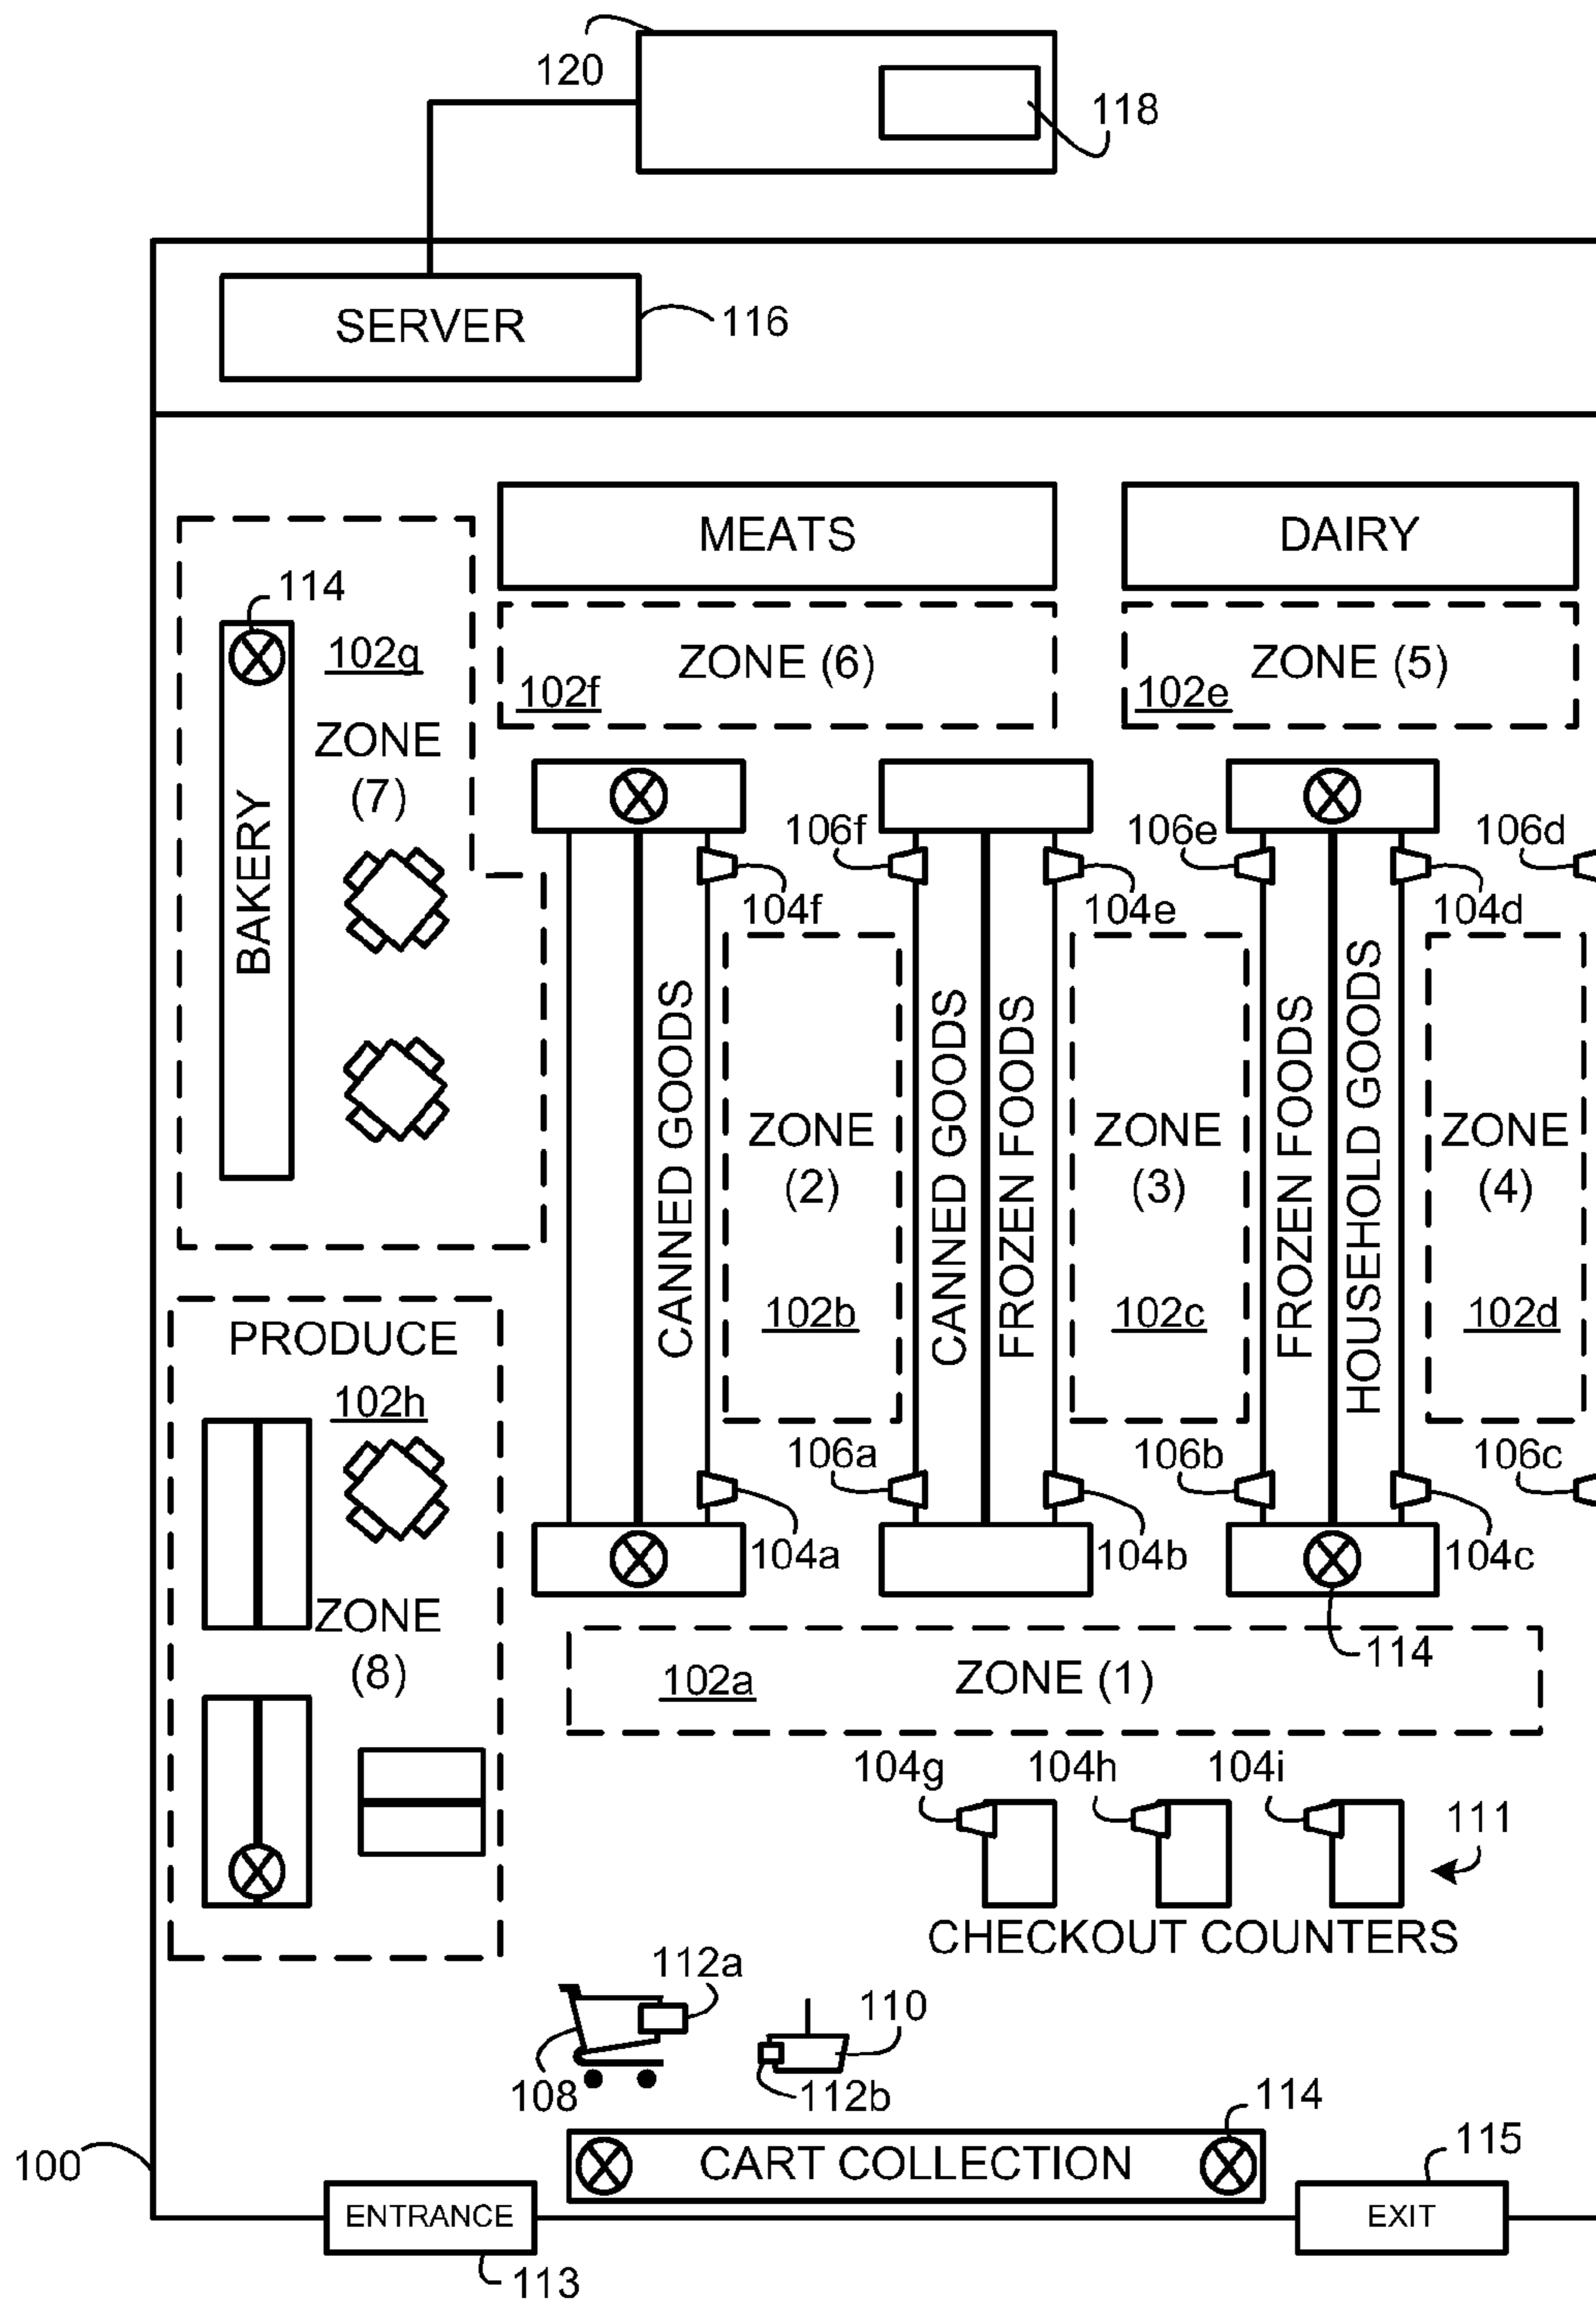 120
118
SERVER
116
MEATS
DAIRY
114
102g
ZONE (6)
ZONE (5)
102f
102e
ZONE
(7)
BAKERY
106f
106e
106d
104f
104e
104d
CANNED GOODS
ZONE
(2)
102b
CANNED GOODS
FROZEN FOODS
ZONE
(3)
102c
FROZEN FOODS
HOUSEHOLD GOODS
ZONE
(4)
102d
PRODUCE
102h
106a
106b
106c
104a
104b
104c
ZONE
(8)
114
102a
ZONE (1)
104g
104h
104i
111
CHECKOUT COUNTERS
112a
110
108
112b
114
CART COLLECTION
115
100
ENTRANCE
EXIT
113